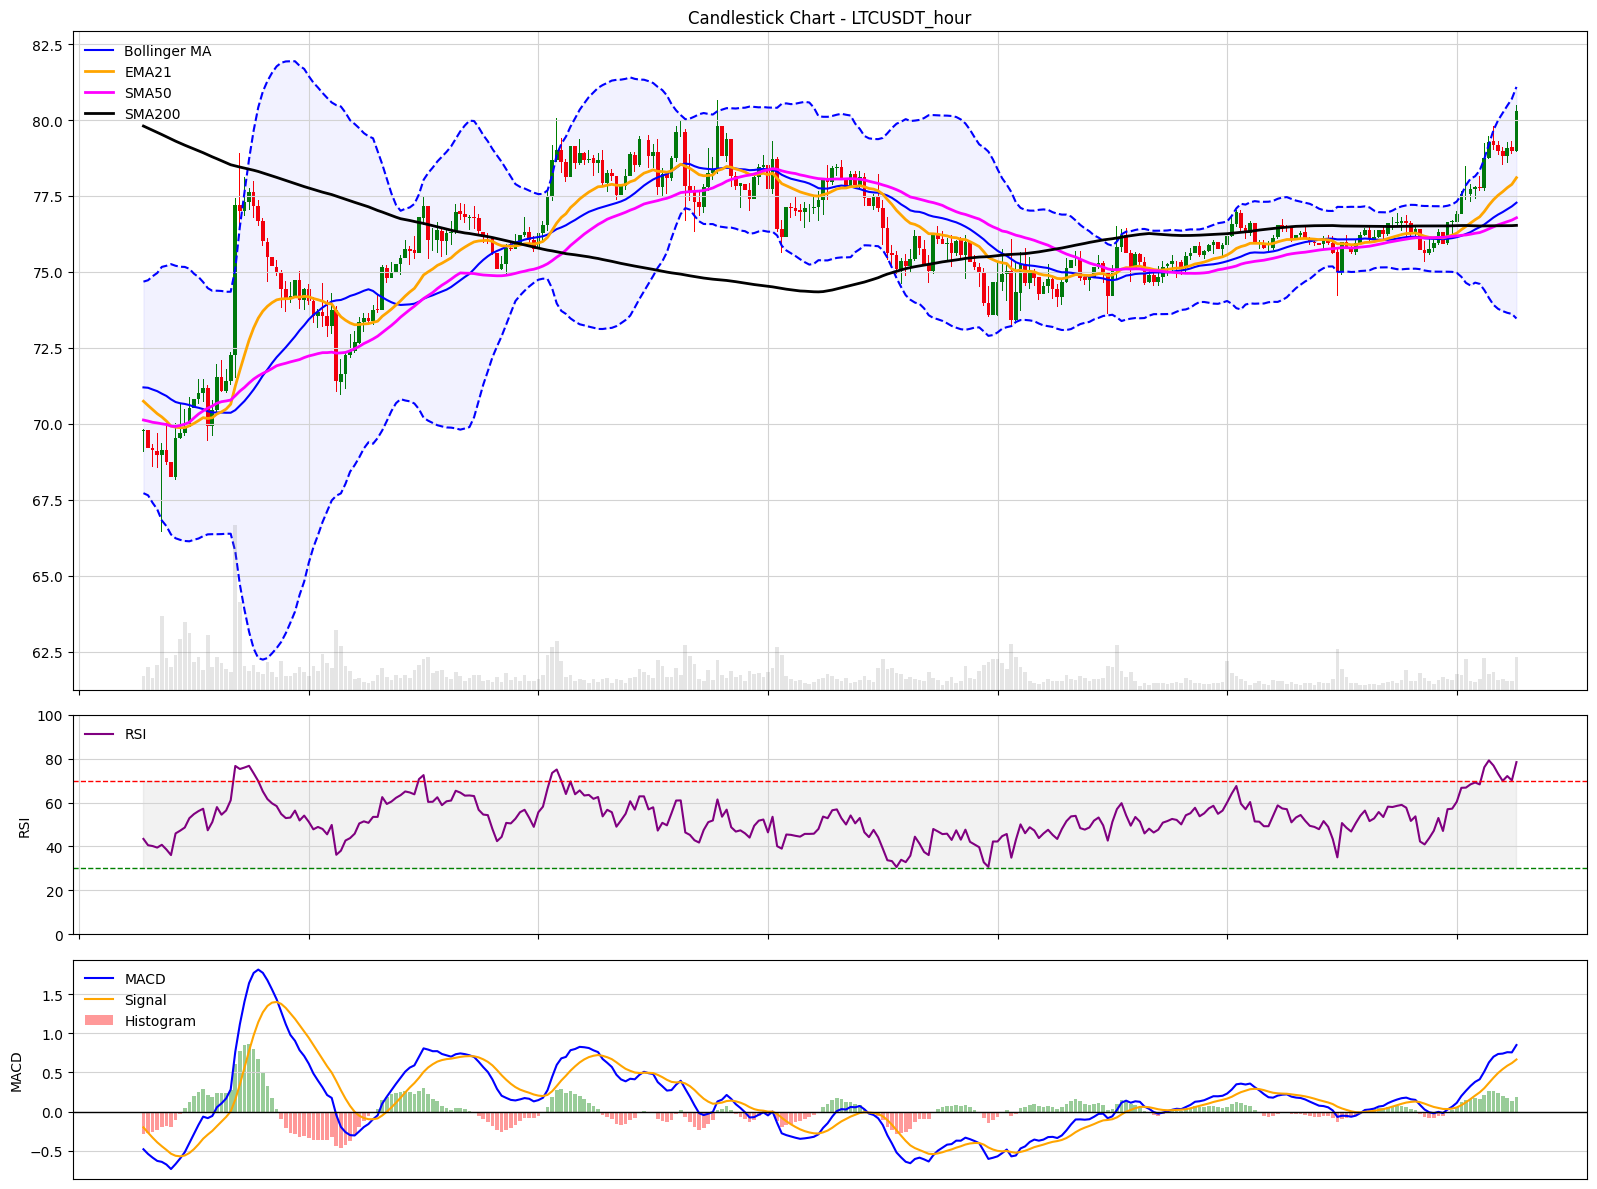 Candlestick Chart - LTCUSDT_hour
82.5
80.0
77.5
75.0
72.5
70.0
67.5
65.0
62.5
Bollinger MA
EMA21
SMA50
SMA200
100
80
60
40
20
0
RSI
RSI
1.5
1.0
0.5
0.0
−0.5
MACD
MACD
Signal
Histogram